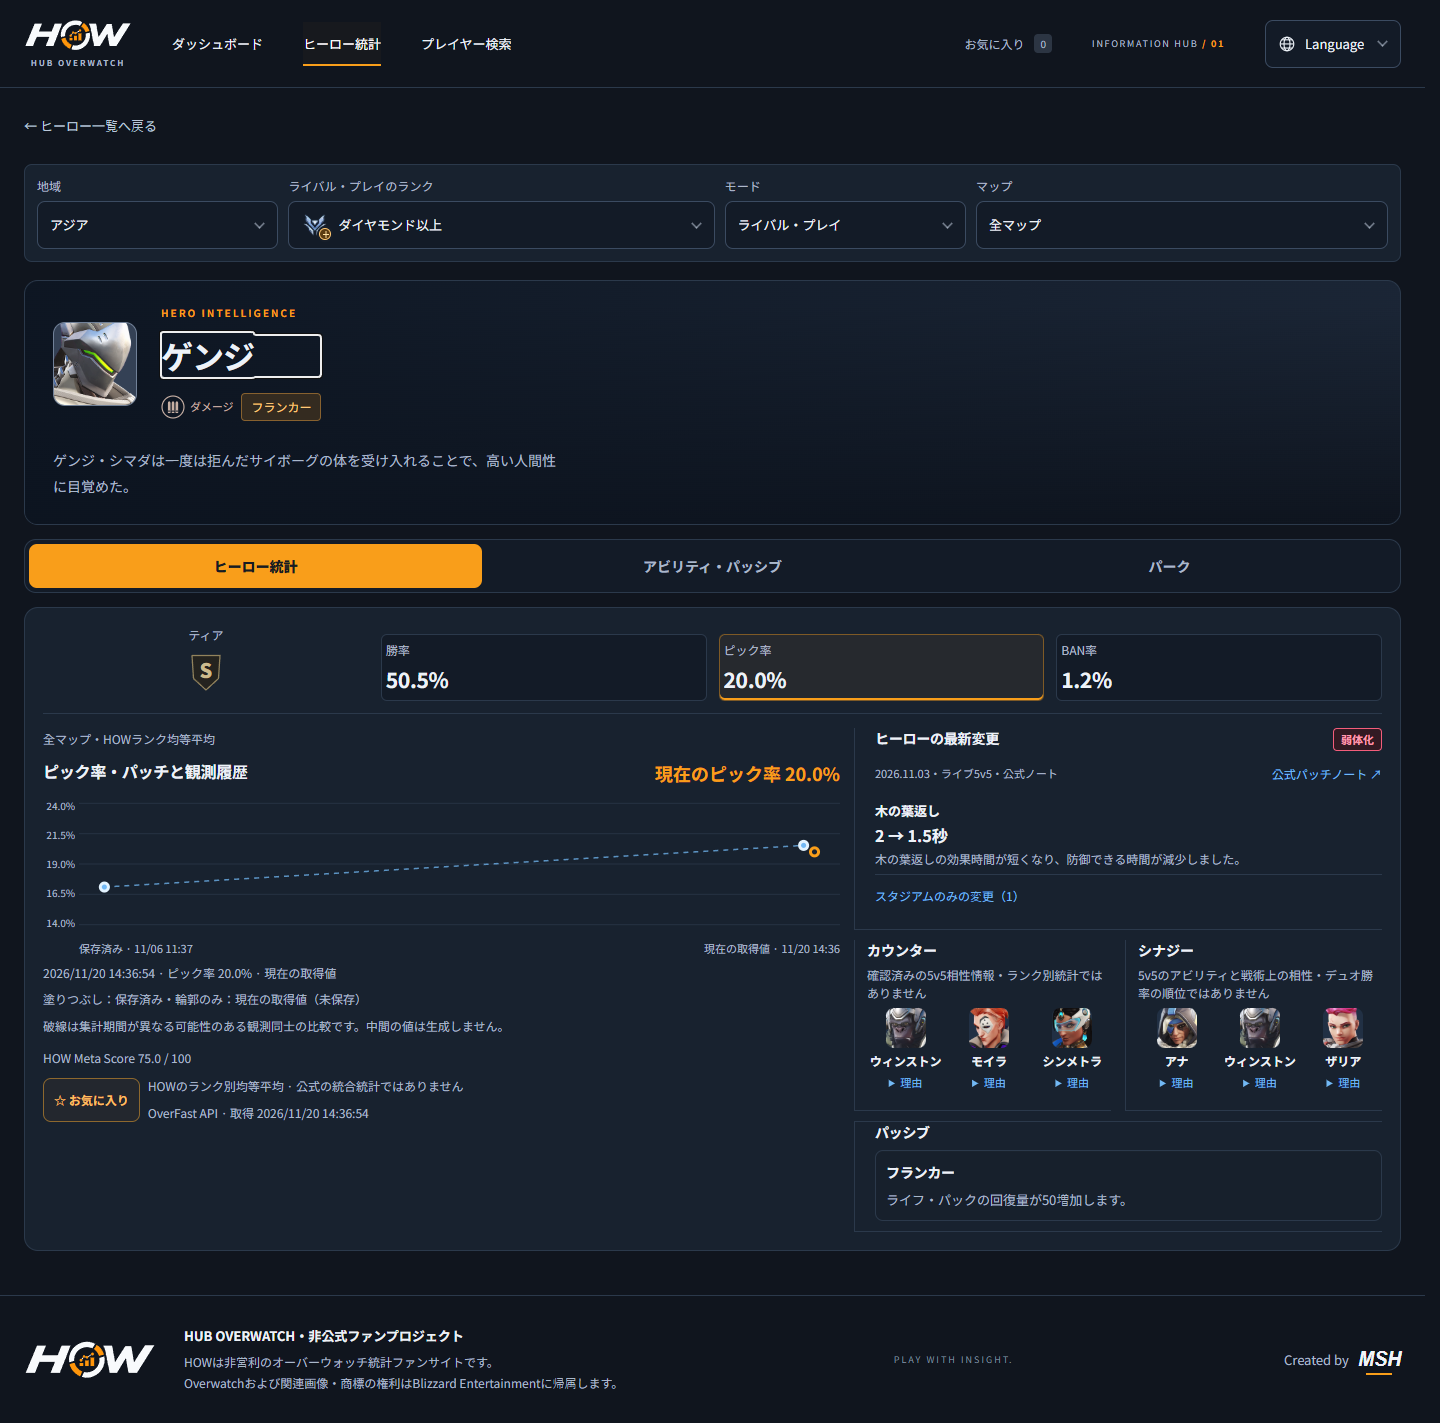 HOW
HUB OVERWATCH
ダッシュボード
ヒーロー統計
プレイヤー検索
お気に入り 0
INFORMATION HUB / 01
Language
← ヒーロー一覧へ戻る
地域
アジア
ライバル・プレイのランク
ダイヤモンド以上
モード
ライバル・プレイ
マップ
全マップ
HERO INTELLIGENCE
ゲンジ
ダメージ
フランカー
ゲンジ・シマダは一度は拒んだサイボーグの体を受け入れることで、高い人間性
に目覚めた。
ヒーロー統計
アビリティ・パッシブ
パーク
ティア
S
勝率
50.5%
ピック率
20.0%
BAN率
1.2%
全マップ・HOWランク均等平均
ピック率・パッチと観測履歴
現在のピック率 20.0%
24.0%
21.5%
19.0%
16.5%
14.0%
保存済み · 11/06 11:37
現在の取得値 · 11/20 14:36
2026/11/20 14:36:54 · ピック率 20.0% · 現在の取得値
塗りつぶし：保存済み・輪郭のみ：現在の取得値（未保存）
破線は集計期間が異なる可能性のある観測同士の比較です。中間の値は生成しません。
HOW Meta Score 75.0 / 100
☆ お気に入り
HOWのランク別均等平均 · 公式の統合統計ではありません
OverFast API · 取得 2026/11/20 14:36:54
ヒーローの最新変更
弱体化
2026.11.03・ライブ5v5・公式ノート
公式パッチノート ↗
木の葉返し
2 → 1.5秒
木の葉返しの効果時間が短くなり、防御できる時間が減少しました。
スタジアムのみの変更（1）
カウンター
確認済みの5v5相性情報・ランク別統計では
ありません
ウィンストン
▶ 理由
モイラ
▶ 理由
シンメトラ
▶ 理由
シナジー
5v5のアビリティと戦術上の相性・デュオ勝
率の順位ではありません
アナ
▶ 理由
ウィンストン
▶ 理由
ザリア
▶ 理由
パッシブ
フランカー
ライフ・パックの回復量が50増加します。
HOW
HUB OVERWATCH・非公式ファンプロジェクト
HOWは非営利のオーバーウォッチ統計ファンサイトです。
Overwatchおよび関連画像・商標の権利はBlizzard Entertainmentに帰属します。
PLAY WITH INSIGHT.
Created by MSH